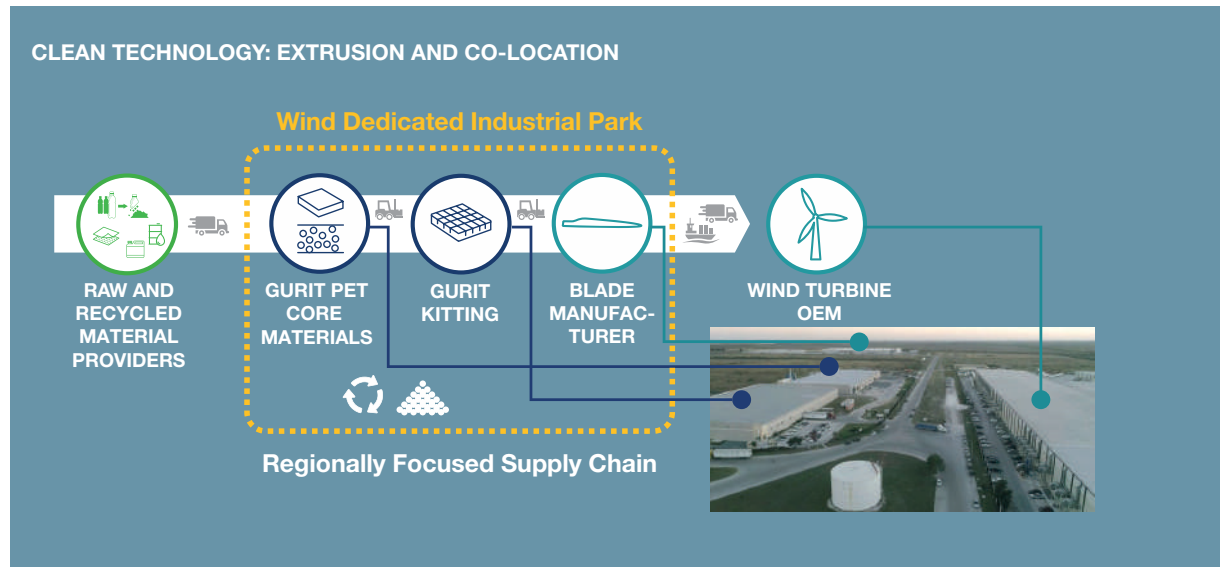 CLEAN TECHNOLOGY: EXTRUSION AND CO-LOCATION
Wind Dedicated Industrial Park
RAW AND
RECYCLED
MATERIAL
PROVIDERS
GURIT PET
CORE
MATERIALS
GURIT
KITTING
BLADE
MANUFAC-
TURER
WIND TURBINE
OEM
Regionally Focused Supply Chain